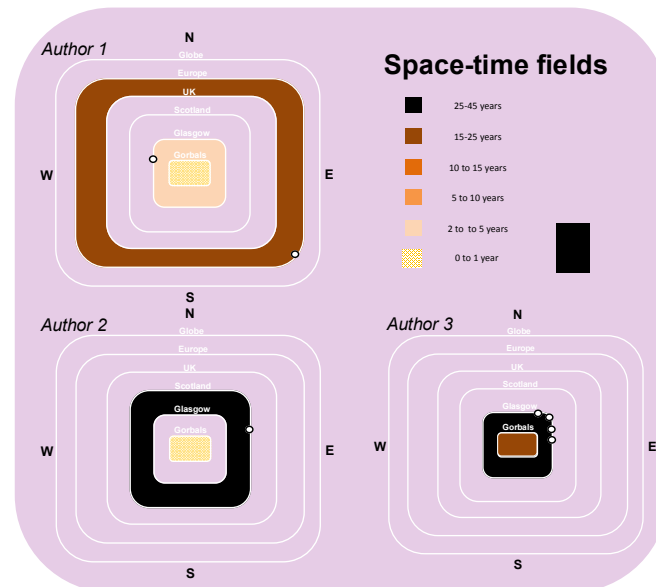 N
Author 1
Globe
Europe
UK
Scotland
Glasgow
Gorbals
W
E
S
Space-time fields
25-45 years
15-25 years
10 to 15 years
5 to 10 years
2 to to 5 years
0 to 1 year
N
Author 2
Globe
Europe
UK
Scotland
Glasgow
Gorbals
W
E
S
N
Author 3
Globe
Europe
UK
Scotland
Glasgow
Gorbals
W
E
S